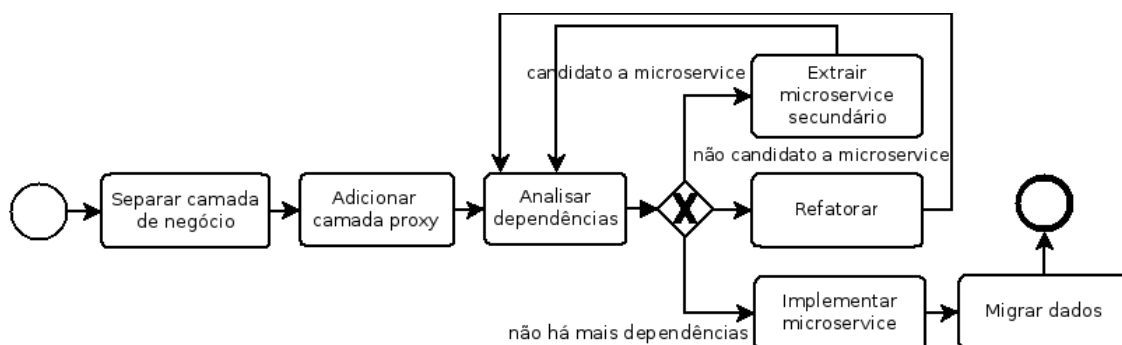 candidato a microservice
Extrair
microservice
secundário
não candidato a microservice
Separar camada
de negócio
Adicionar
camada proxy
Analisar
dependências
X
Refatorar
não há mais dependências
Implementar
microservice
Migrar dados